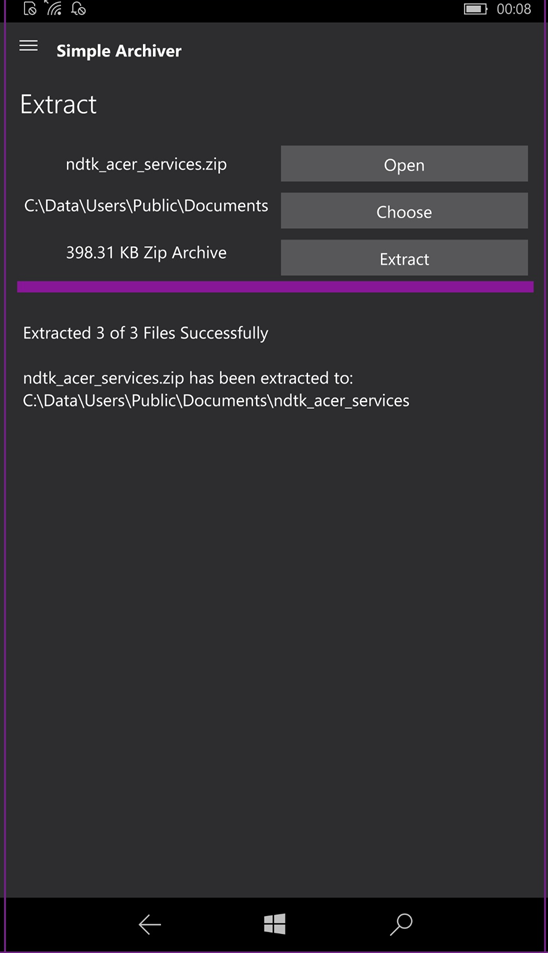 00:08
Simple Archiver
Extract
ndtk_acer_services.zip
Open
C:\Data\Users\Public\Documents
Choose
398.31 KB Zip Archive
Extract
Extracted 3 of 3 Files Successfully
ndtk_acer_services.zip has been extracted to:
C:\Data\Users\Public\Documents\ndtk_acer_services